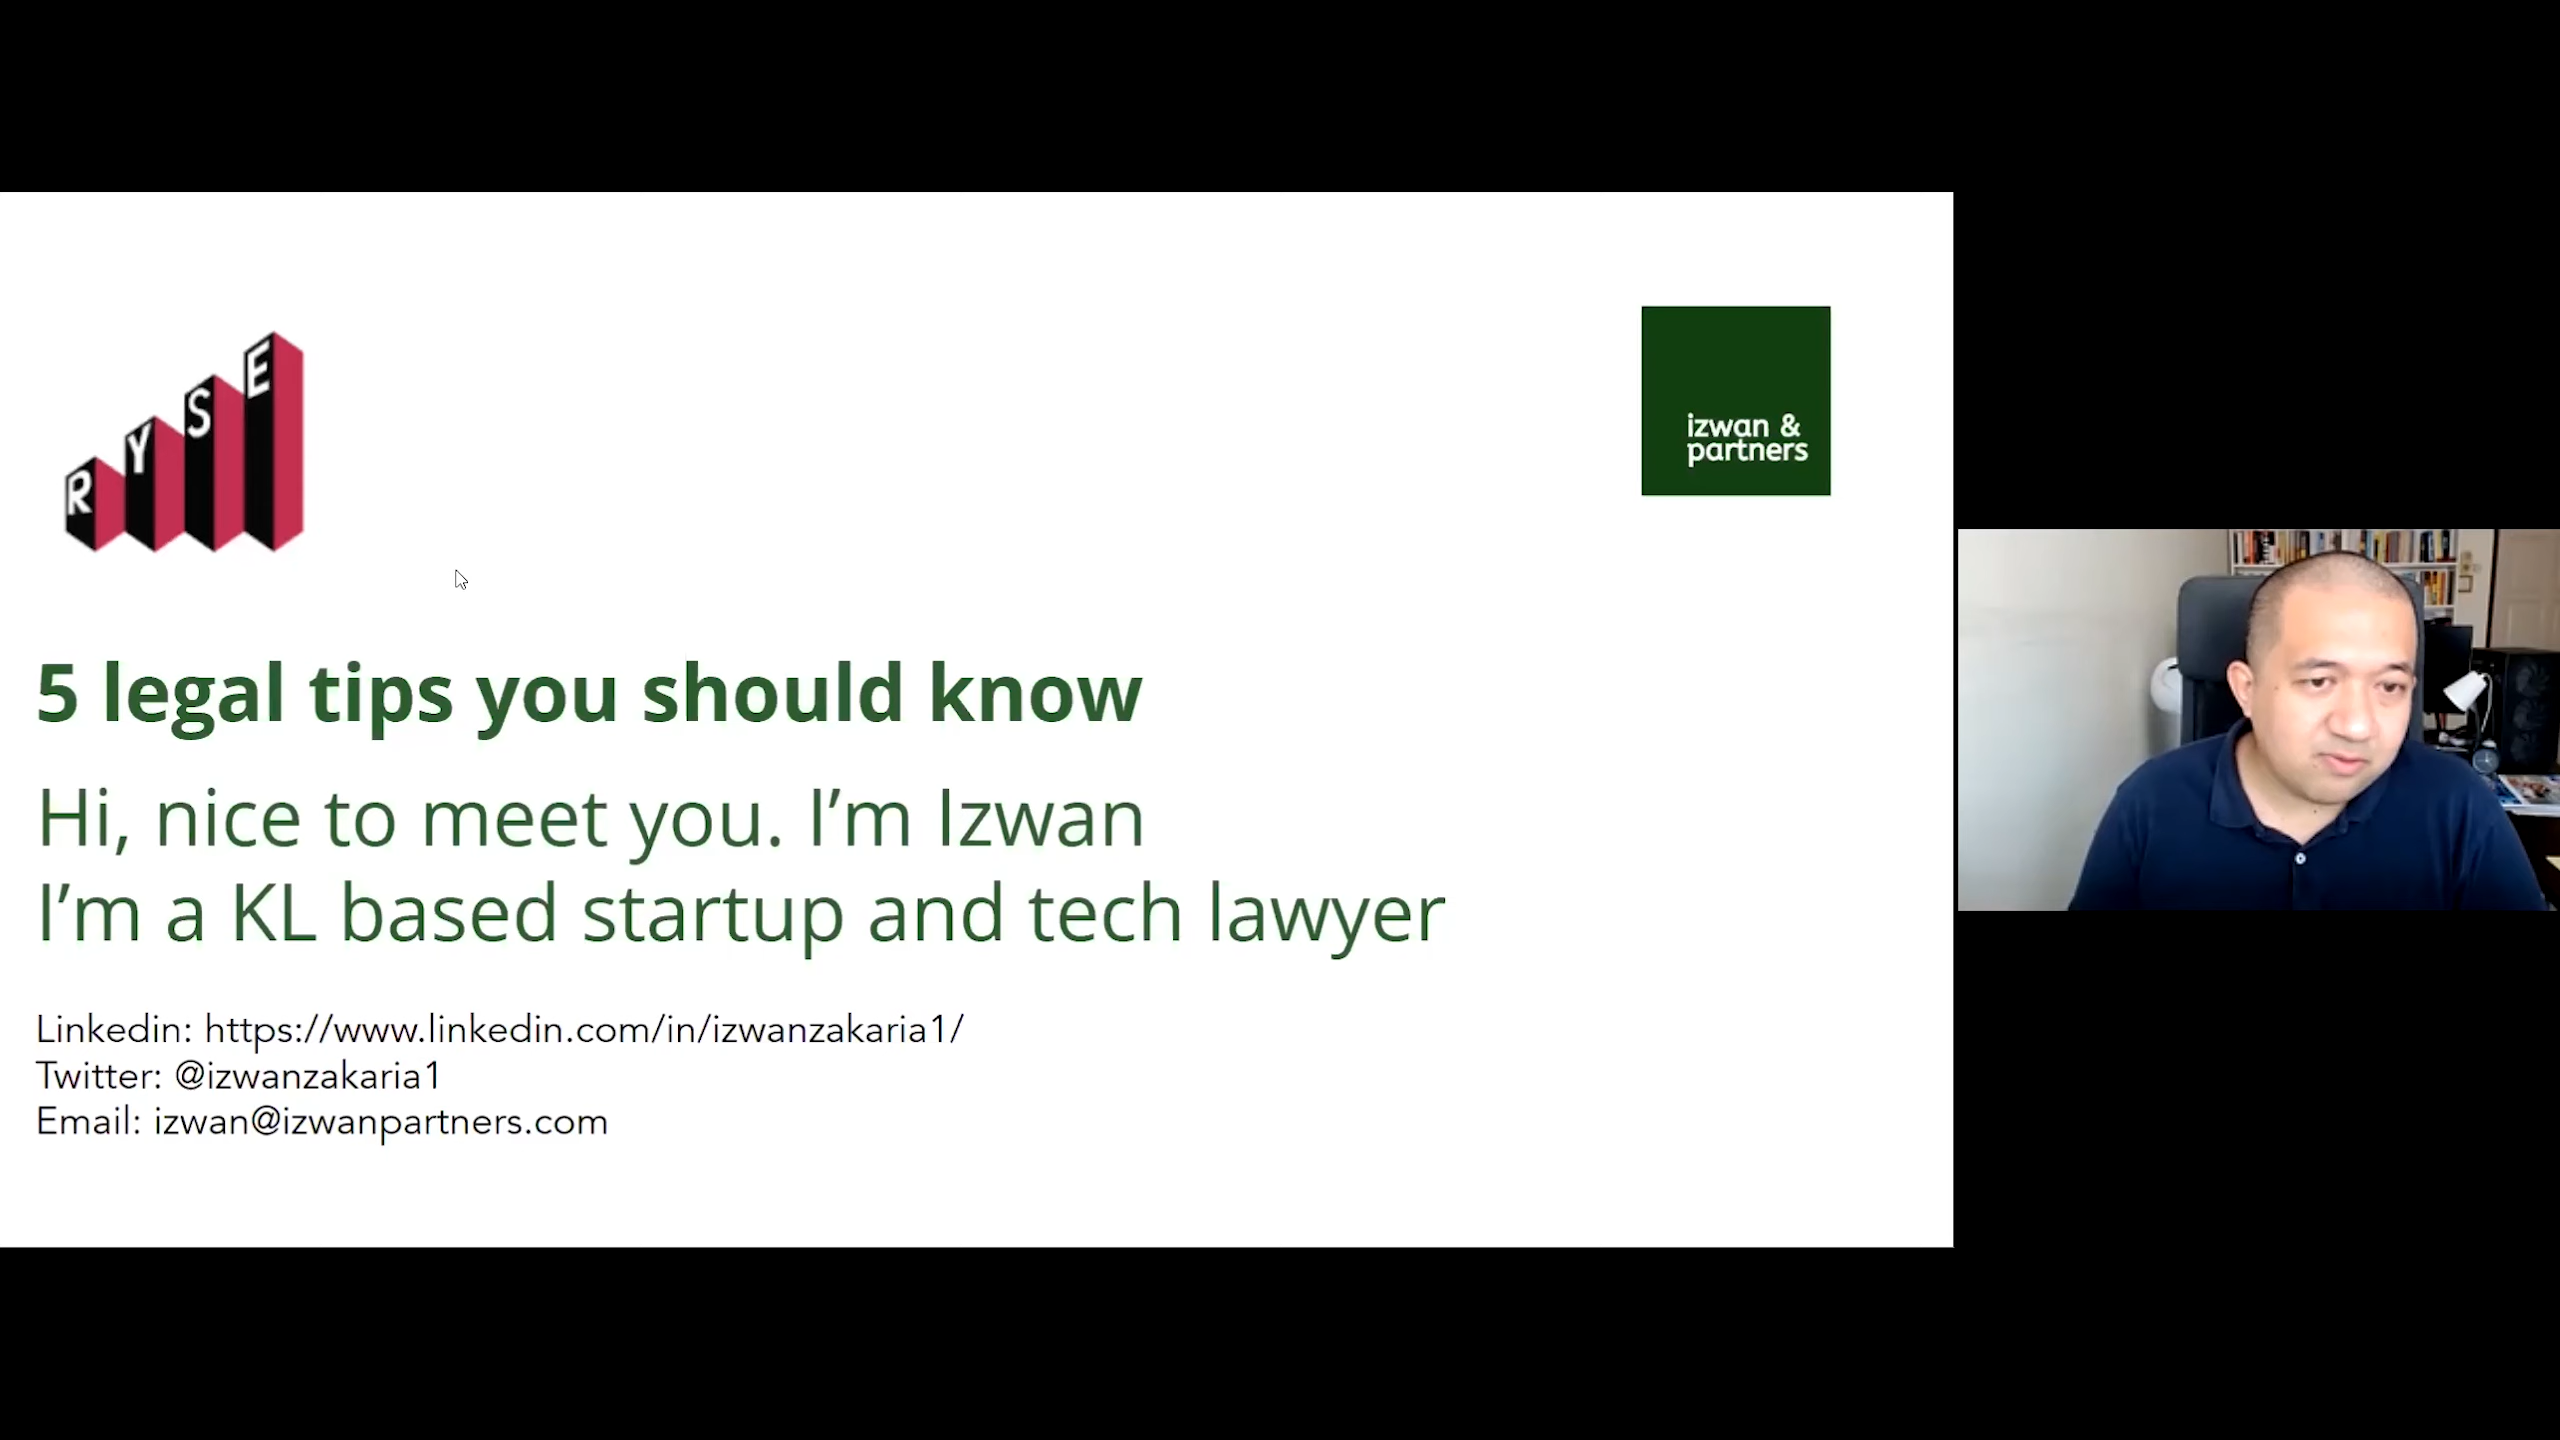 RYSE
izwan &
partners
5 legal tips you should know
Hi, nice to meet you. I’m Izwan
I’m a KL based startup and tech lawyer
Linkedin: https://www.linkedin.com/in/izwanzakaria1/
Twitter: @izwanzakaria1
Email: izwan@izwanpartners.com